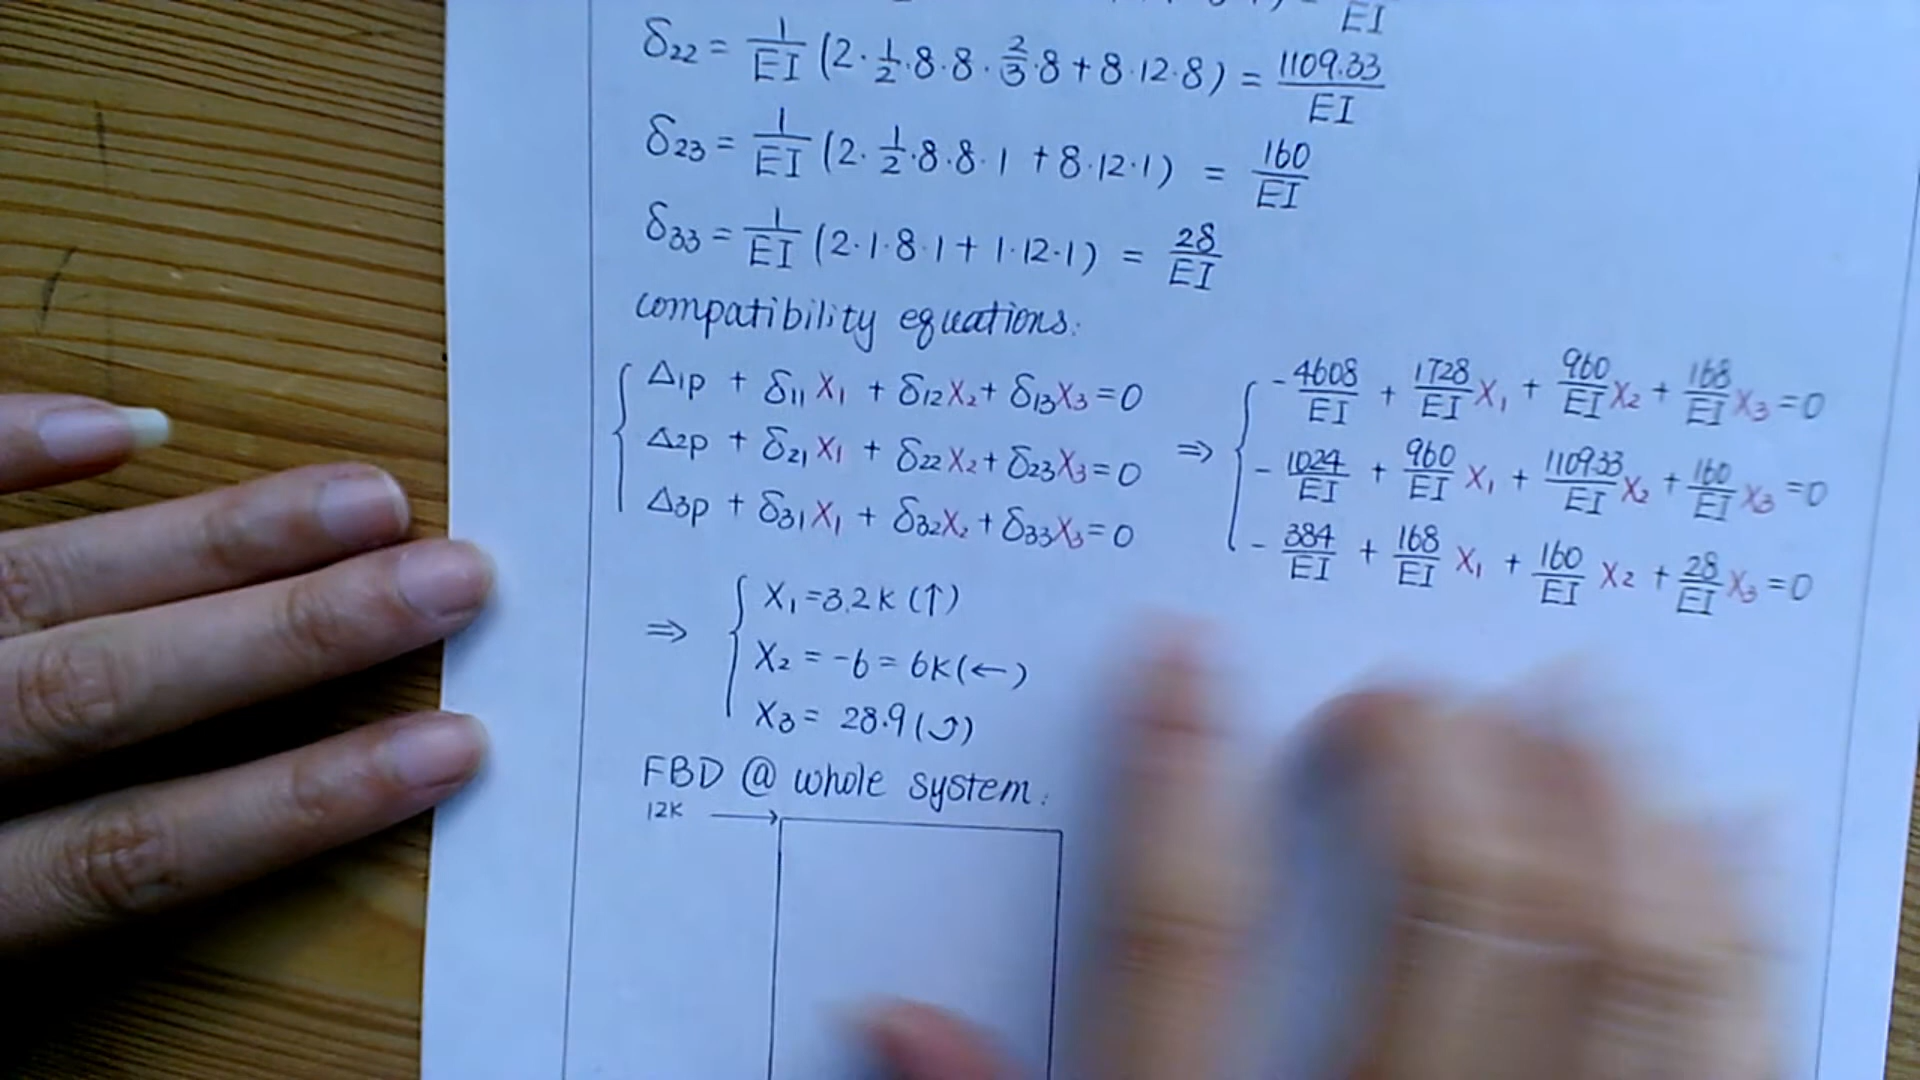 EI
δ22 = 1/EI (2·1/2·8·8·2/3·8+8·12·8) = 1109.33/EI
δ23 = 1/EI (2·1/2·8·8·1+8·12·1) = 160/EI
δ33 = 1/EI (2·1·8·1+1·12·1) = 28/EI
compatibility equations:
{ Δ1p + δ11X1 + δ12X2 + δ13X3 = 0
Δ2p + δ21X1 + δ22X2 + δ23X3 = 0
Δ3p + δ31X1 + δ32X2 + δ33X3 = 0
⇒ { -4608/EI + 1728/EI X1 + 960/EI X2 + 168/EI X3 = 0
-1024/EI + 960/EI X1 + 1109.33/EI X2 + 160/EI X3 = 0
-384/EI + 168/EI X1 + 160/EI X2 + 28/EI X3 = 0
⇒ { X1 = 3.2K (↑)
X2 = -6 = 6K (←)
X3 = 28.9 (⤴)
FBD @ whole system:
12K →